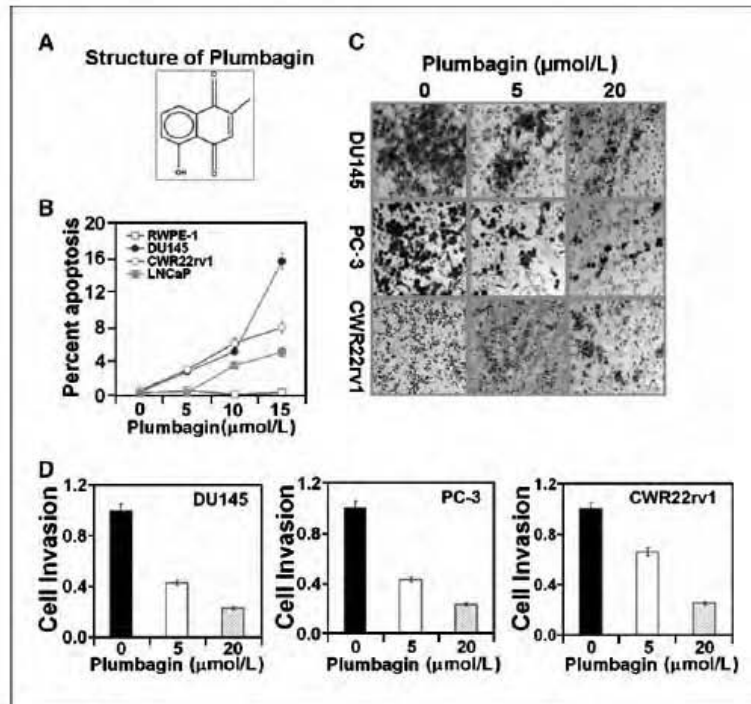 A
Structure of Plumbagin
O
OH
O
B
Percent apoptosis
20
16
12
8
4
0
RWPE-1
DU145
CWR22rv1
LNCaP
0 5 10 15
Plumbagin(μmol/L)
C
Plumbagin (μmol/L)
0 5 20
DU145
PC-3
CWR22rv1
D
Cell Invasion
1.2
0.8
0.4
0.0
DU145
0 5 20
Plumbagin (μmol/L)
Cell Invasion
1.2
0.8
0.4
0.0
PC-3
0 5 20
Plumbagin (μmol/L)
Cell Invasion
1.2
0.8
0.4
0.0
CWR22rv1
0 5 20
Plumbagin (μmol/L)